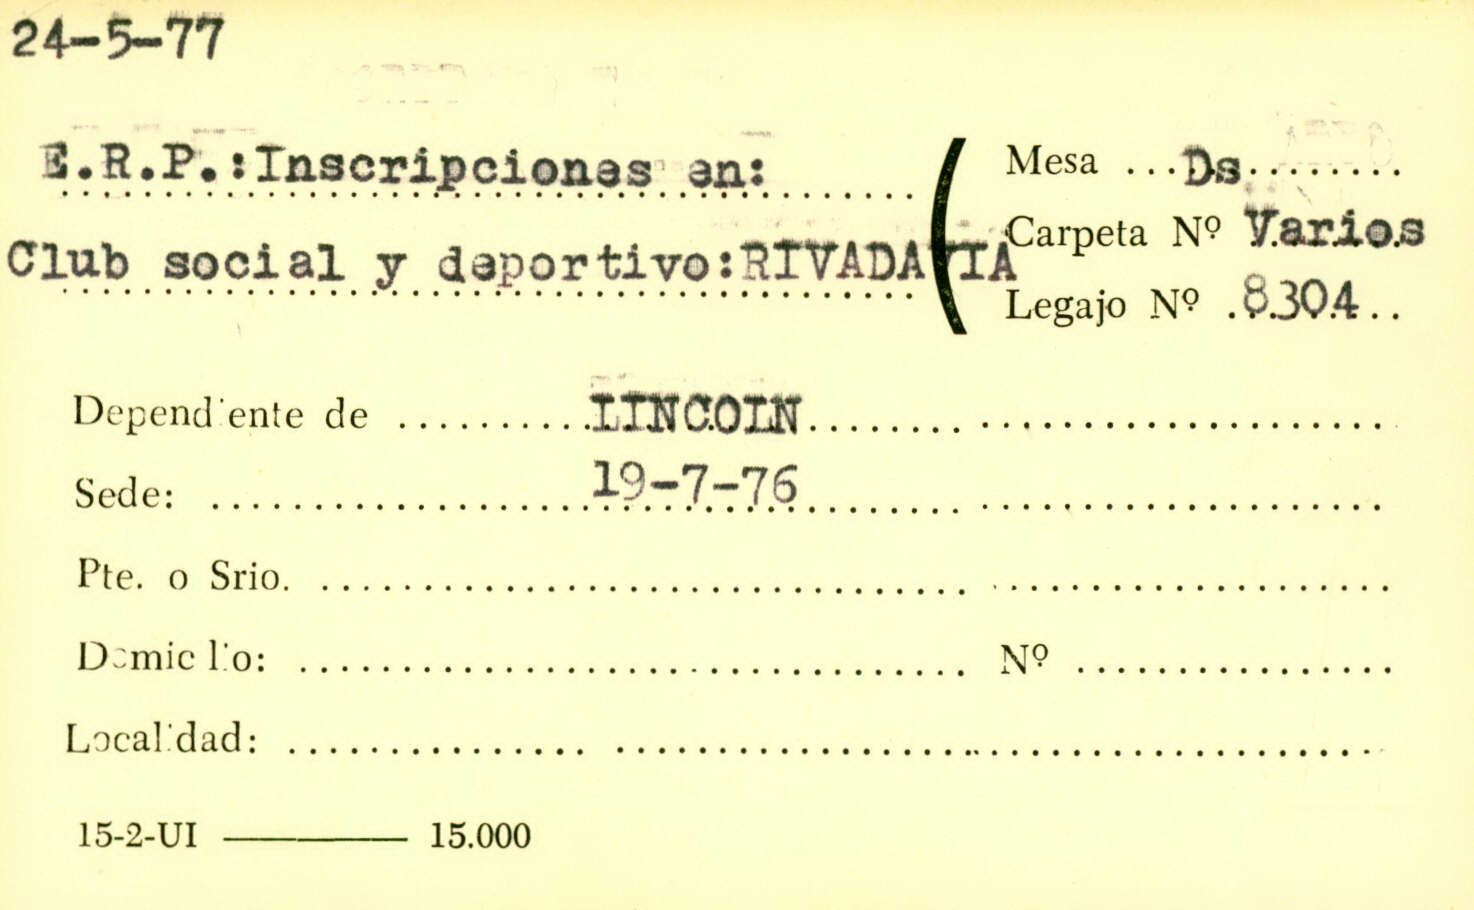 24-5-77
E.R.P.:Inscripciones en:
Club social y deportivo:RIVADAVIA
Mesa ...Ds........
Carpeta Nº Varios
Legajo Nº .8304..
Dependiente de ..........LINCOLN..............................
Sede: .................... 19-7-76 ..............................
Pte. o Srio. ....................................................
Domicilio: ................................. Nº ................
Localidad: .....................................................
15-2-UI ——— 15.000